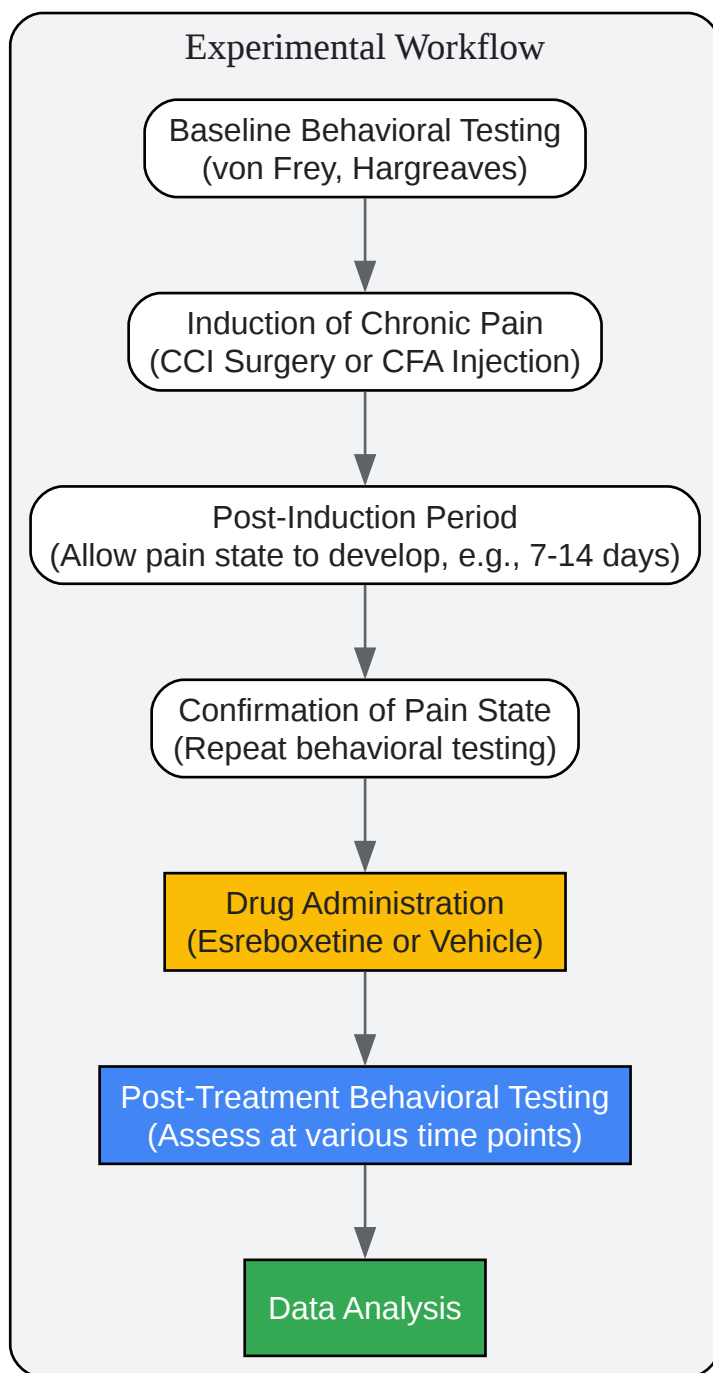 Experimental Workflow
Baseline Behavioral Testing
(von Frey, Hargreaves)
Induction of Chronic Pain
(CCI Surgery or CFA Injection)
Post-Induction Period
(Allow pain state to develop, e.g., 7-14 days)
Confirmation of Pain State
(Repeat behavioral testing)
Drug Administration
(Esreboxetine or Vehicle)
Post-Treatment Behavioral Testing
(Assess at various time points)
Data Analysis